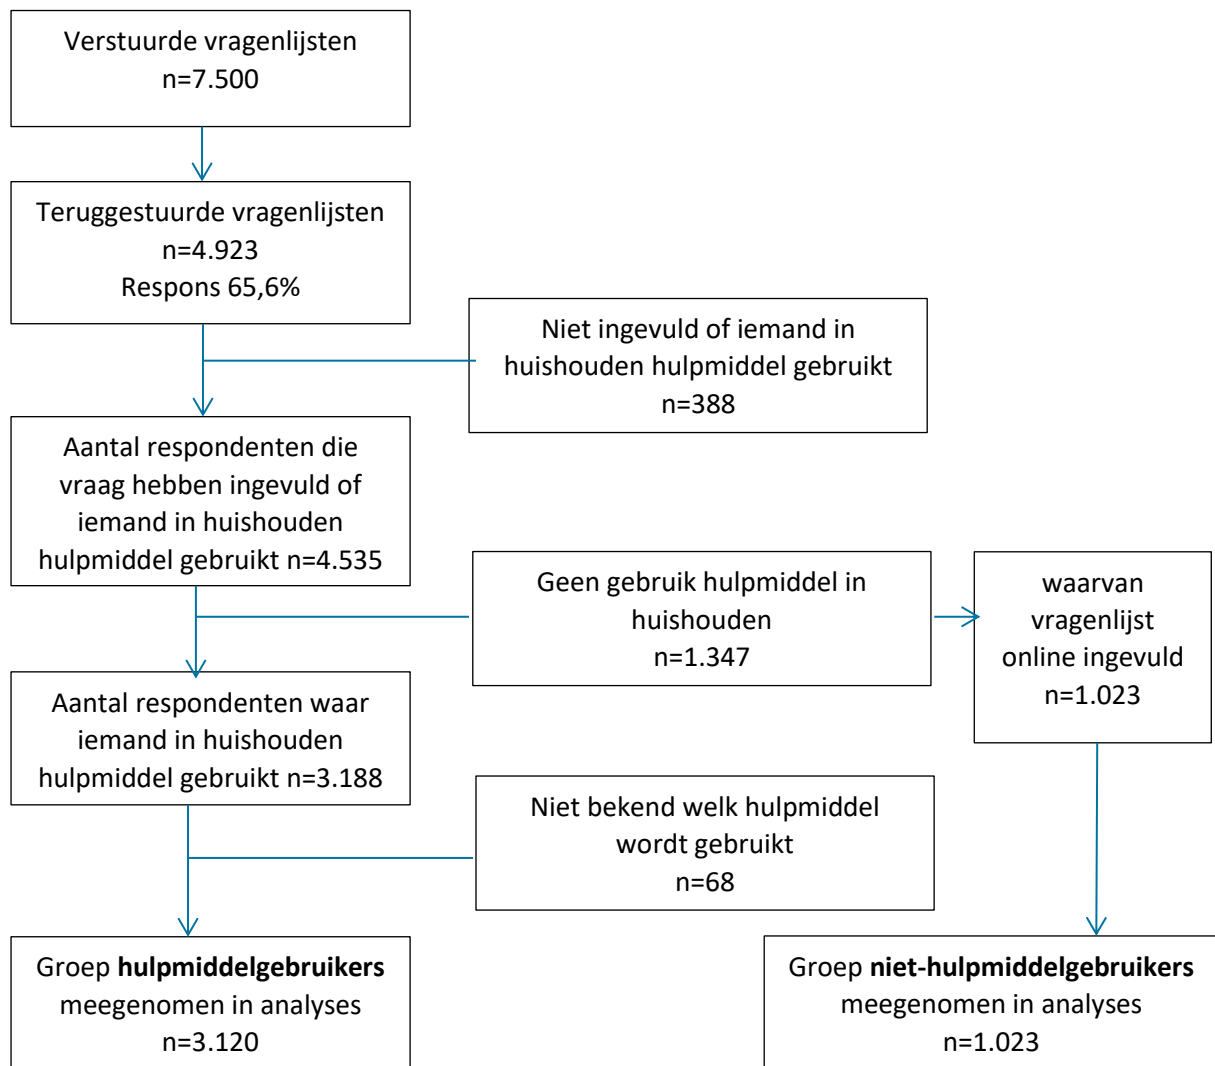 Verstuurde vragenlijsten
n=7.500
Teruggestuurde vragenlijsten
n=4.923
Respons 65,6%
Niet ingevuld of iemand in
huishouden hulpmiddel gebruikt
n=388
Aantal respondenten die
vraag hebben ingevuld of
iemand in huishouden
hulpmiddel gebruikt n=4.535
Geen gebruik hulpmiddel in
huishouden
n=1.347
waarvan
vragenlijst
online ingevuld
n=1.023
Aantal respondenten waar
iemand in huishouden
hulpmiddel gebruikt n=3.188
Niet bekend welk hulpmiddel
wordt gebruikt
n=68
Groep hulpmiddelgebruikers
meegenomen in analyses
n=3.120
Groep niet-hulpmiddelgebruikers
meegenomen in analyses
n=1.023